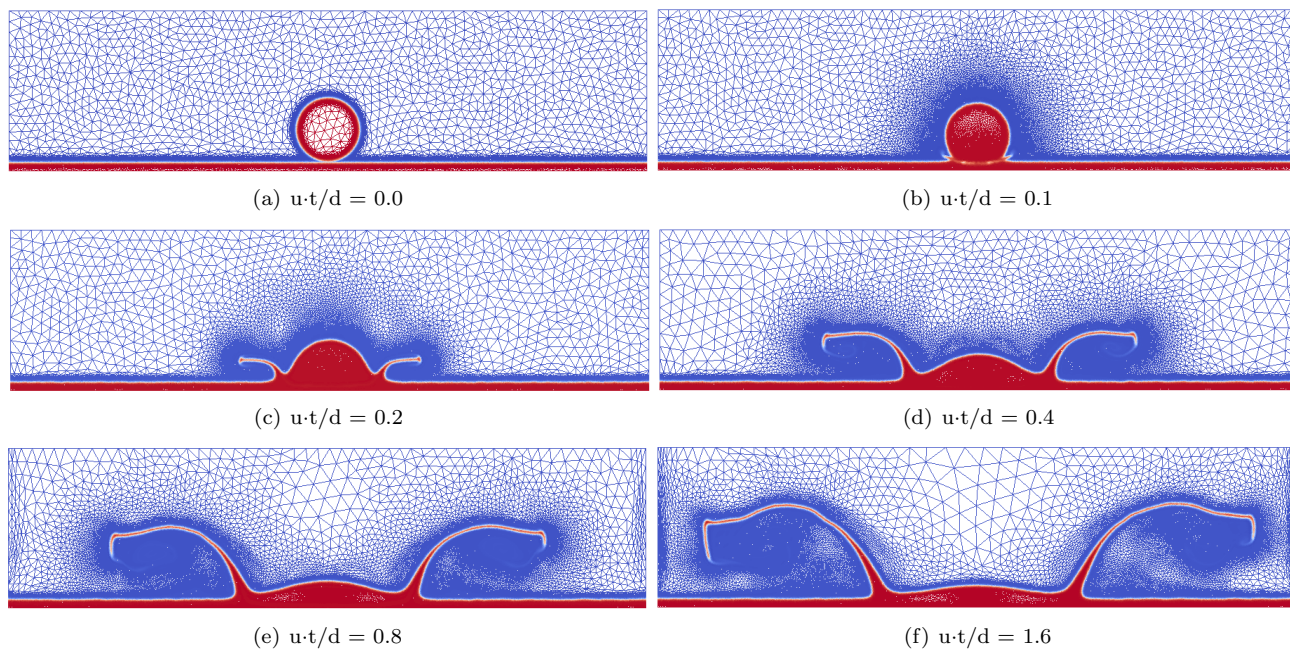 (a) u·t/d = 0.0
(b) u·t/d = 0.1
(c) u·t/d = 0.2
(d) u·t/d = 0.4
(e) u·t/d = 0.8
(f) u·t/d = 1.6